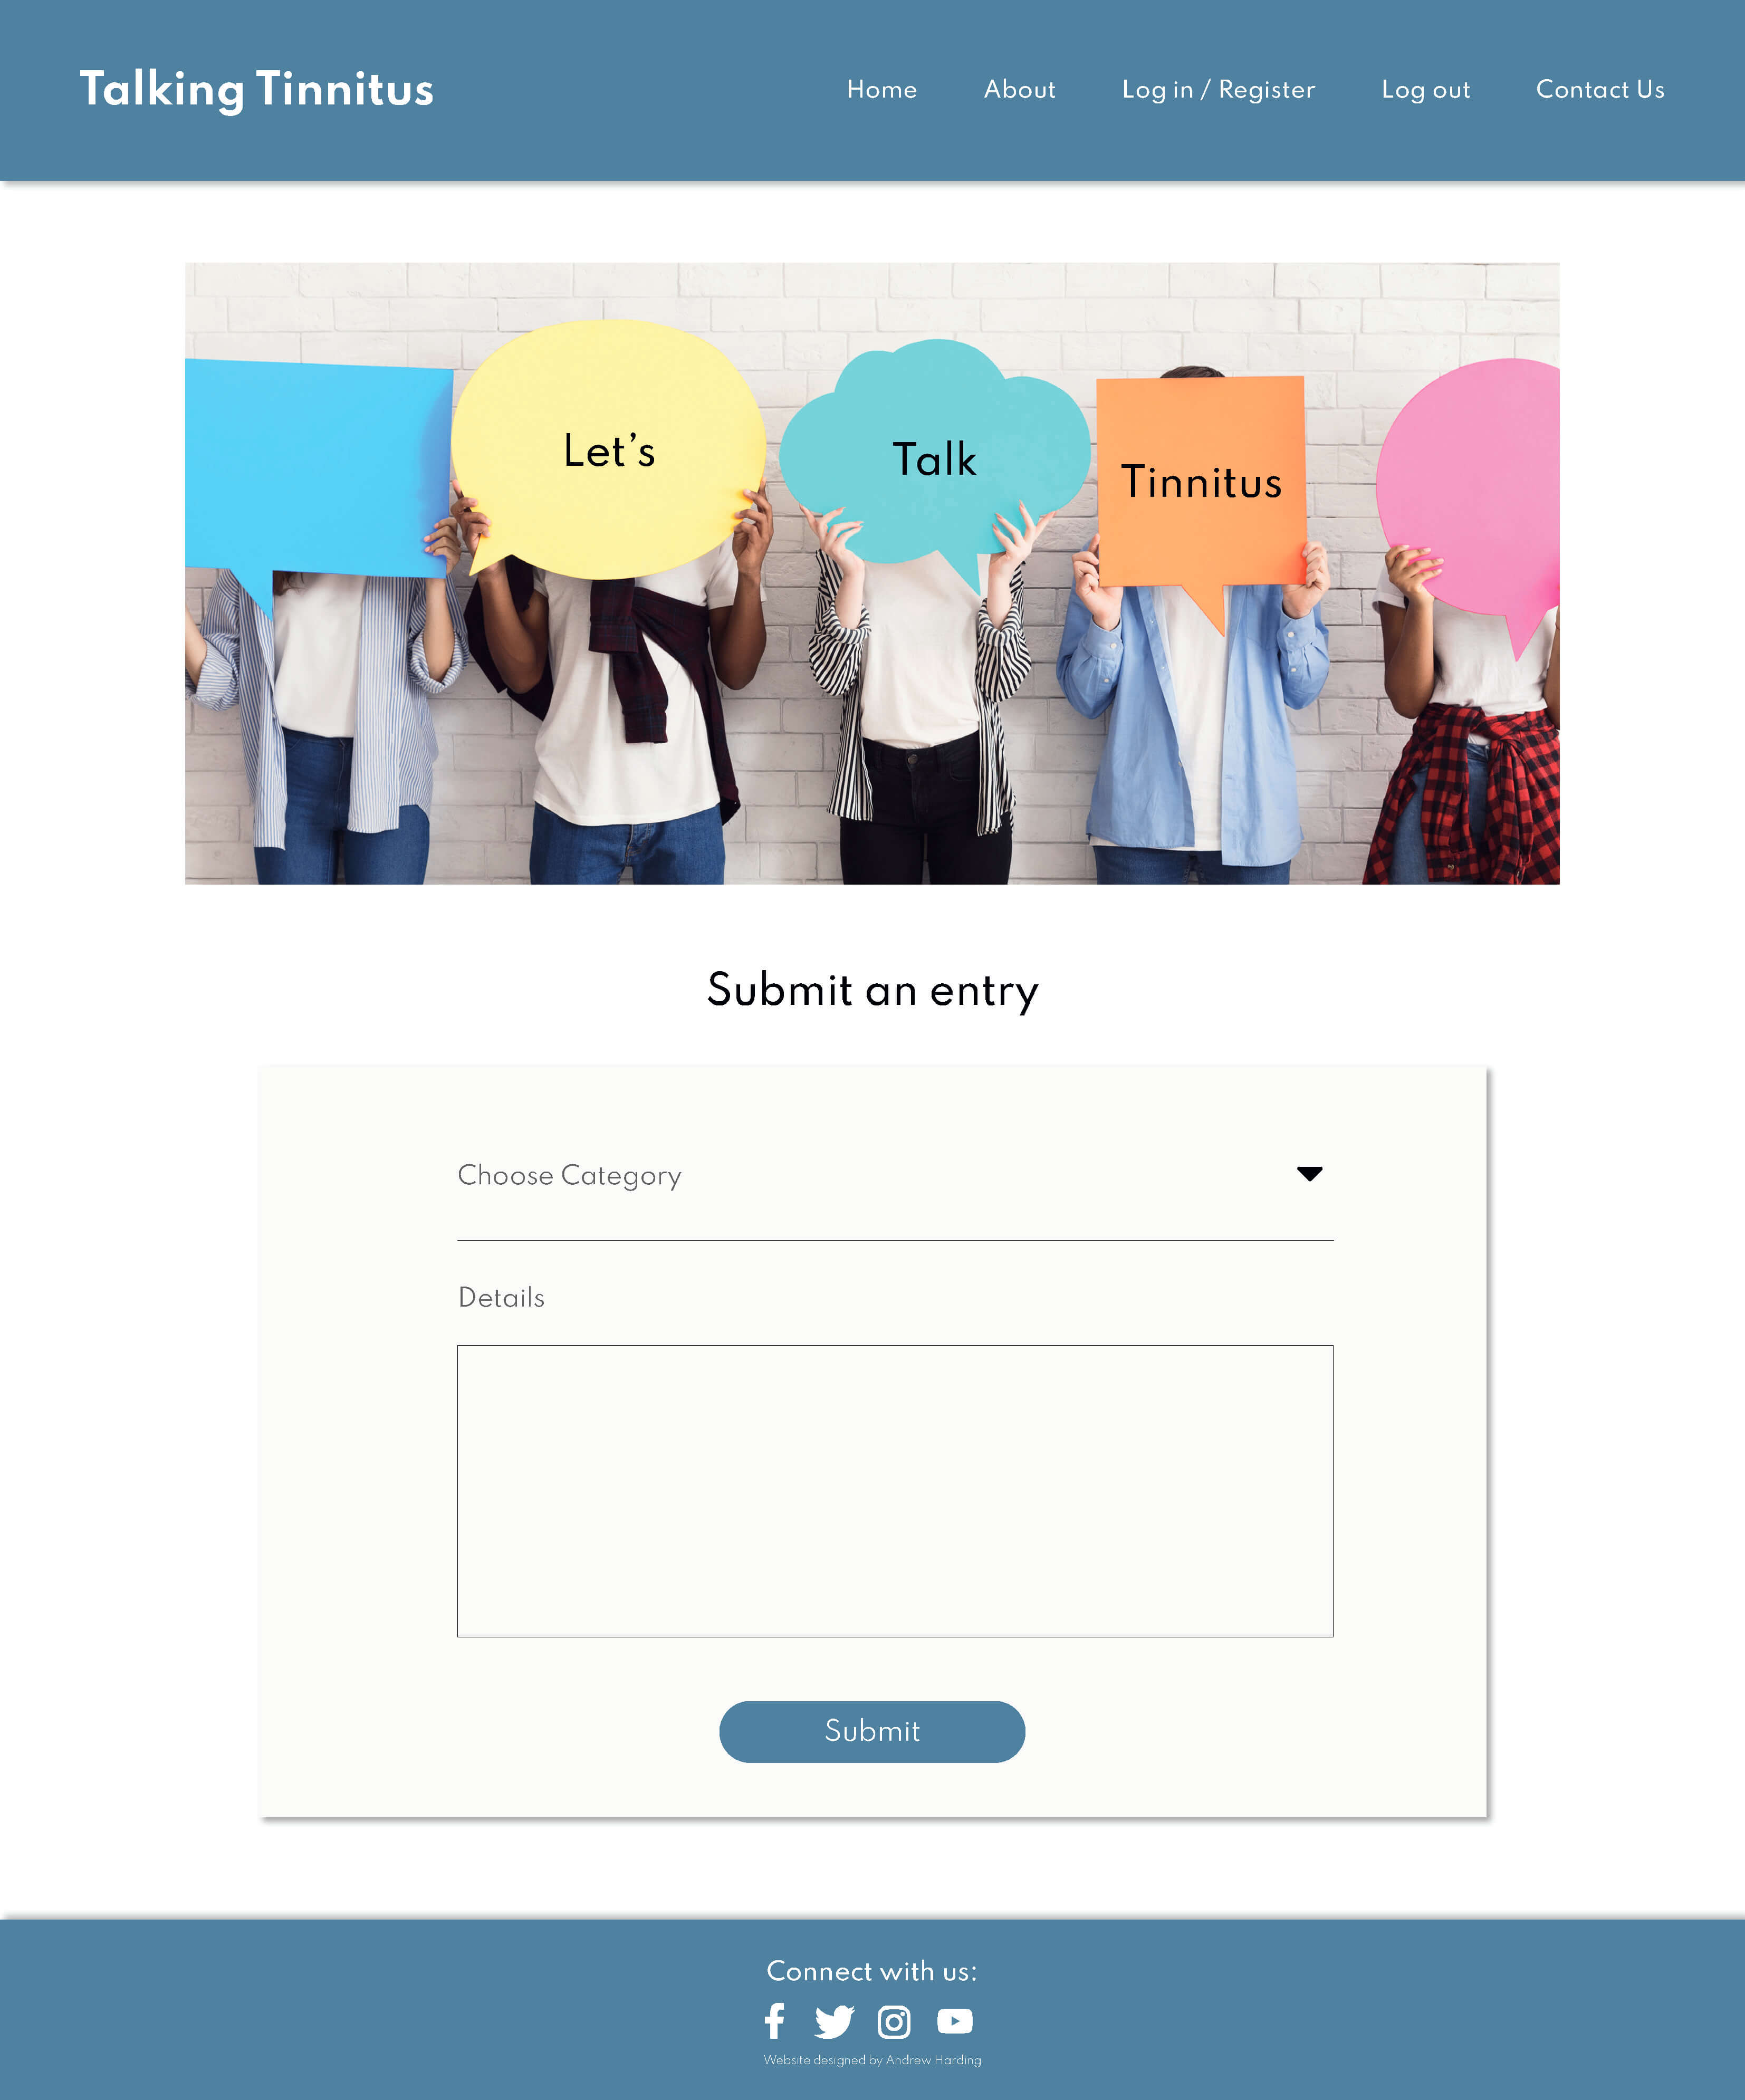 Talking Tinnitus
Home About Log in / Register Log out Contact Us
Let’s
Talk
Tinnitus
Submit an entry
Choose Category
Details
Submit
Connect with us:
Website designed by Andrew Harding